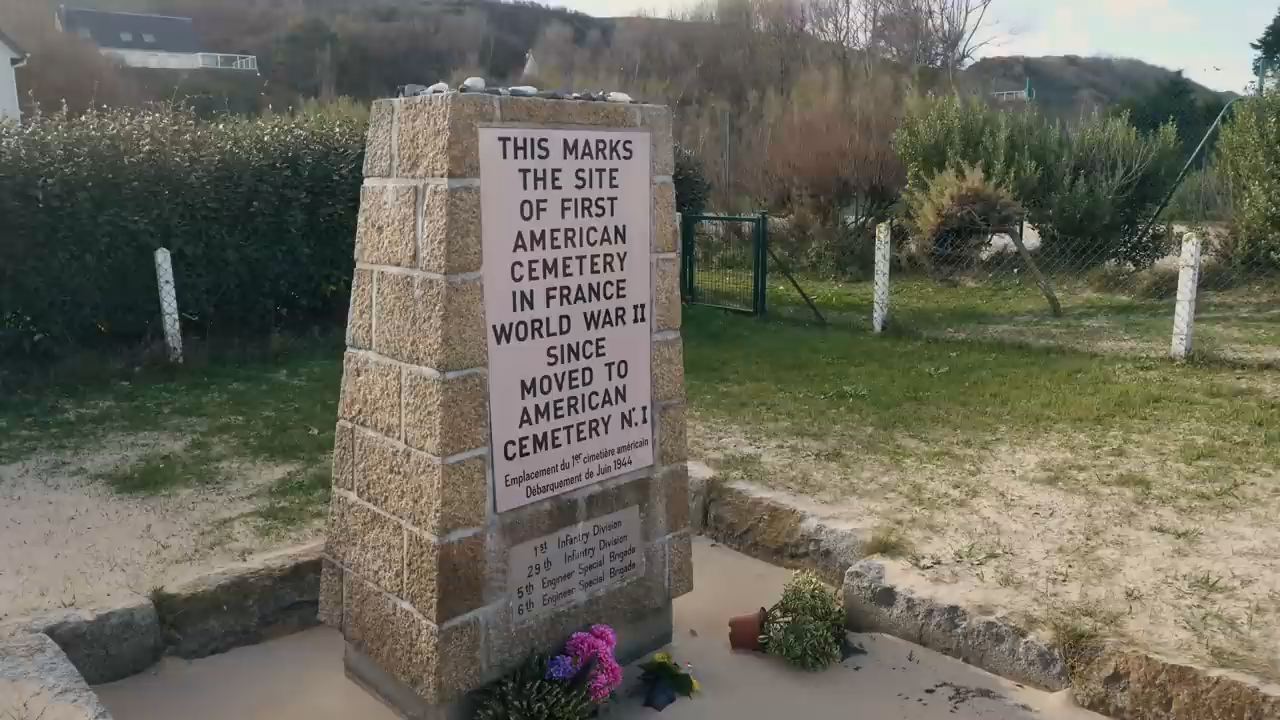 THIS MARKS
THE SITE
OF FIRST
AMERICAN
CEMETERY
IN FRANCE
WORLD WAR II
SINCE
MOVED TO
AMERICAN
CEMETERY N.I
Emplacement du 1er cimetière américain
Débarquement de Juin 1944
1st Infantry Division
29th Infantry Division
5th Engineer Special Brigade
6th Engineer Special Brigade